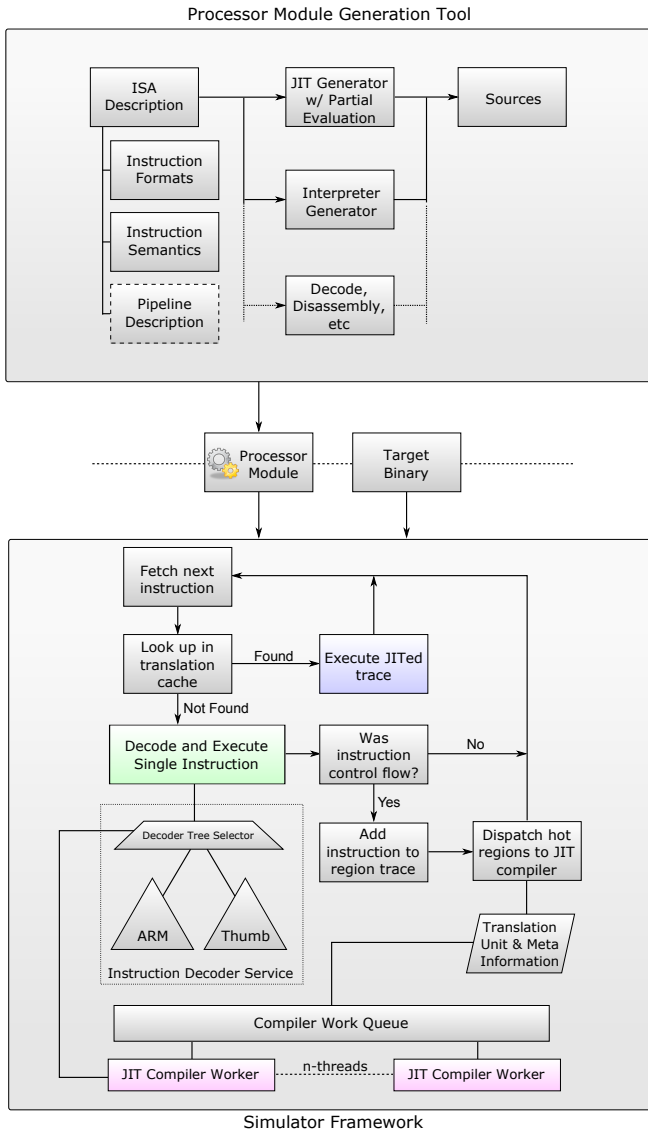 Processor Module Generation Tool
ISA
Description
JIT Generator
w/ Partial
Evaluation
Sources
Instruction
Formats
Interpreter
Generator
Instruction
Semantics
Pipeline
Description
Decode,
Disassembly,
etc
Processor
Module
Target
Binary
Fetch next
instruction
Look up in
translation
cache
Found
Execute JITed
trace
Not Found
Decode and Execute
Single Instruction
Was
instruction
control flow?
No
Yes
Decoder Tree Selector
Add
instruction to
region trace
Dispatch hot
regions to JIT
compiler
ARM
Thumb
Instruction Decoder Service
Translation
Unit & Meta
Information
Compiler Work Queue
JIT Compiler Worker
n-threads
JIT Compiler Worker
Simulator Framework